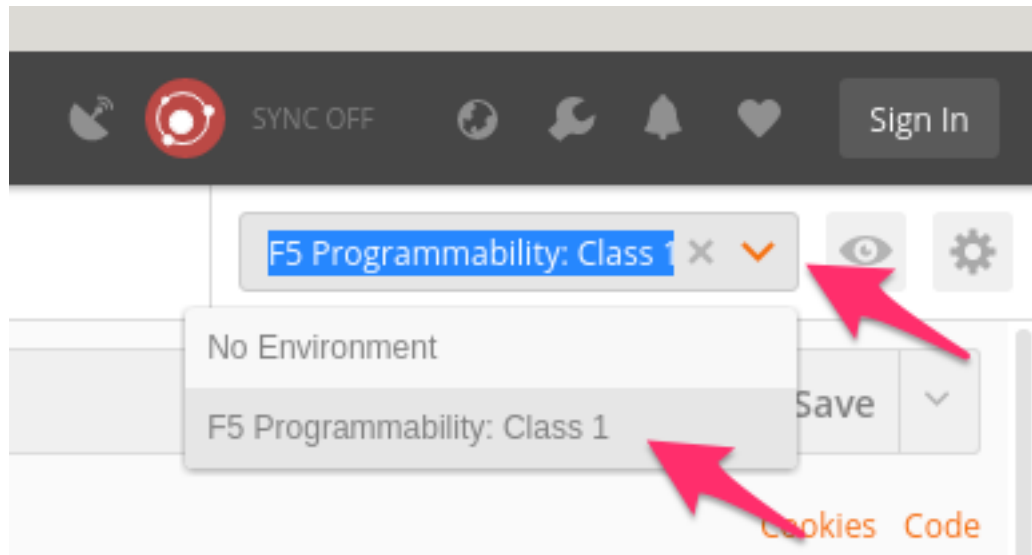 SYNC OFF
Sign In
F5 Programmability: Class 1
No Environment
F5 Programmability: Class 1
Save
Cookies Code